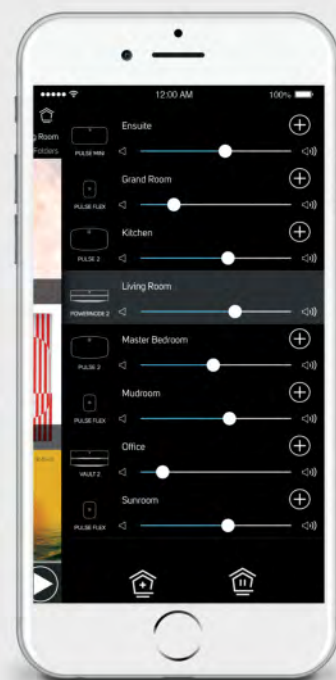 12:00 AM
100%
g Room
Folders
Ensuite
PULSE MINI
Grand Room
PULSE FLEX
Kitchen
PULSE 2
Living Room
POWERNODE 2
Master Bedroom
PULSE 2
Mudroom
PULSE FLEX
Office
VAULT 2
Sunroom
PULSE FLEX